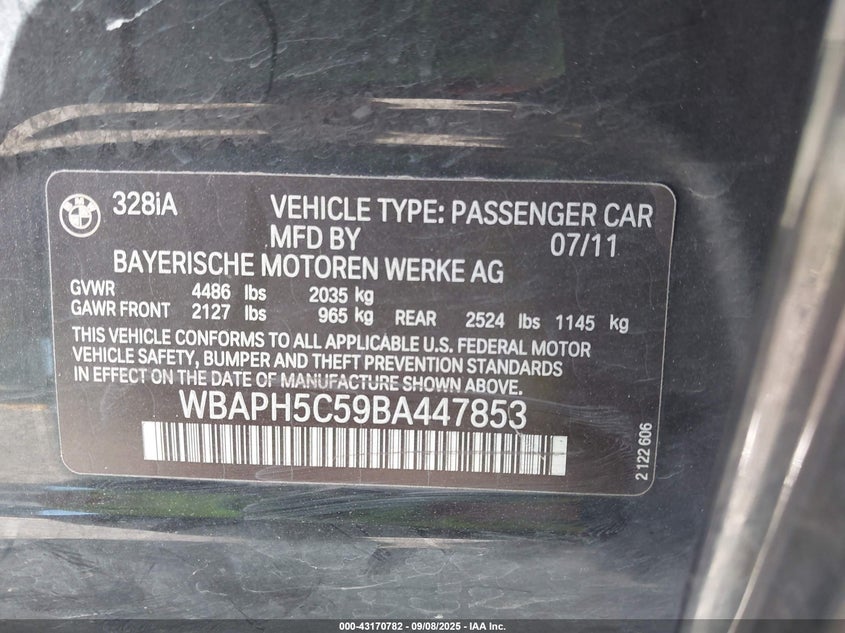 328iA VEHICLE TYPE: PASSENGER CAR
MFD BY 07/11
BAYERISCHE MOTOREN WERKE AG
GVWR 4486 lbs 2035 kg
GAWR FRONT 2127 lbs 965 kg REAR 2524 lbs 1145 kg
THIS VEHICLE CONFORMS TO ALL APPLICABLE U.S. FEDERAL MOTOR
VEHICLE SAFETY, BUMPER AND THEFT PREVENTION STANDARDS
IN EFFECT ON THE DATE OF MANUFACTURE SHOWN ABOVE.
WBAPH5C59BA447853
2 122 606
000-43170782 - 09/08/2025 - IAA Inc.